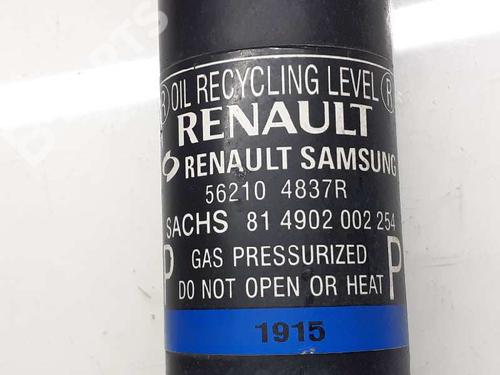 R OIL RECYCLING LEVEL R
RENAULT
RENAULT SAMSUNG
56210 4837R
SACHS 81 4902 002 254
P GAS PRESSURIZED P
DO NOT OPEN OR HEAT
1915